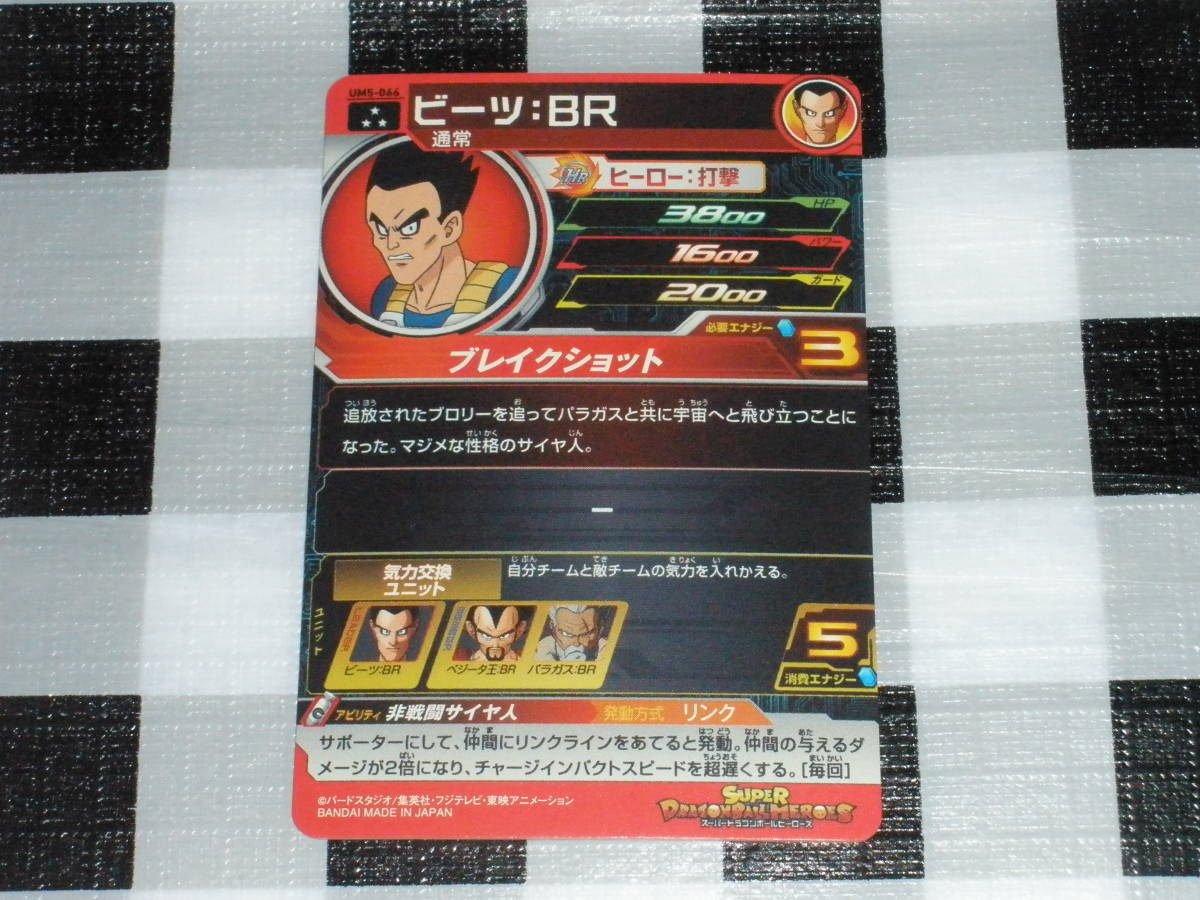 UM5-066
ビーツ:BR
通常
HR
ヒーロー:打撃
HP
3800
パワー
1600
ガード
2000
必要エナジー
3
ブレイクショット
追放されたブロリーを追ってパラガスと共に宇宙へと飛び立つことに
なった。マジメな性格のサイヤ人。
ー
気力交換
ユニット
自分チームと敵チームの気力を入れかえる。
ユニット
LEADER
ビーツ:BR
MEMBER
ベジータ王:BR
パラガス:BR
5
消費エナジー
アビリティ 非戦闘サイヤ人
発動方式 リンク
サポーターにして、仲間にリンクラインをあてると発動。仲間の与えるダ
メージが2倍になり、チャージインパクトスピードを超遅くする。[毎回]
©バードスタジオ/集英社・フジテレビ・東映アニメーション
BANDAI MADE IN JAPAN
SUPER
DRAGONBALL HEROES
スーパードラゴンボールヒーローズ